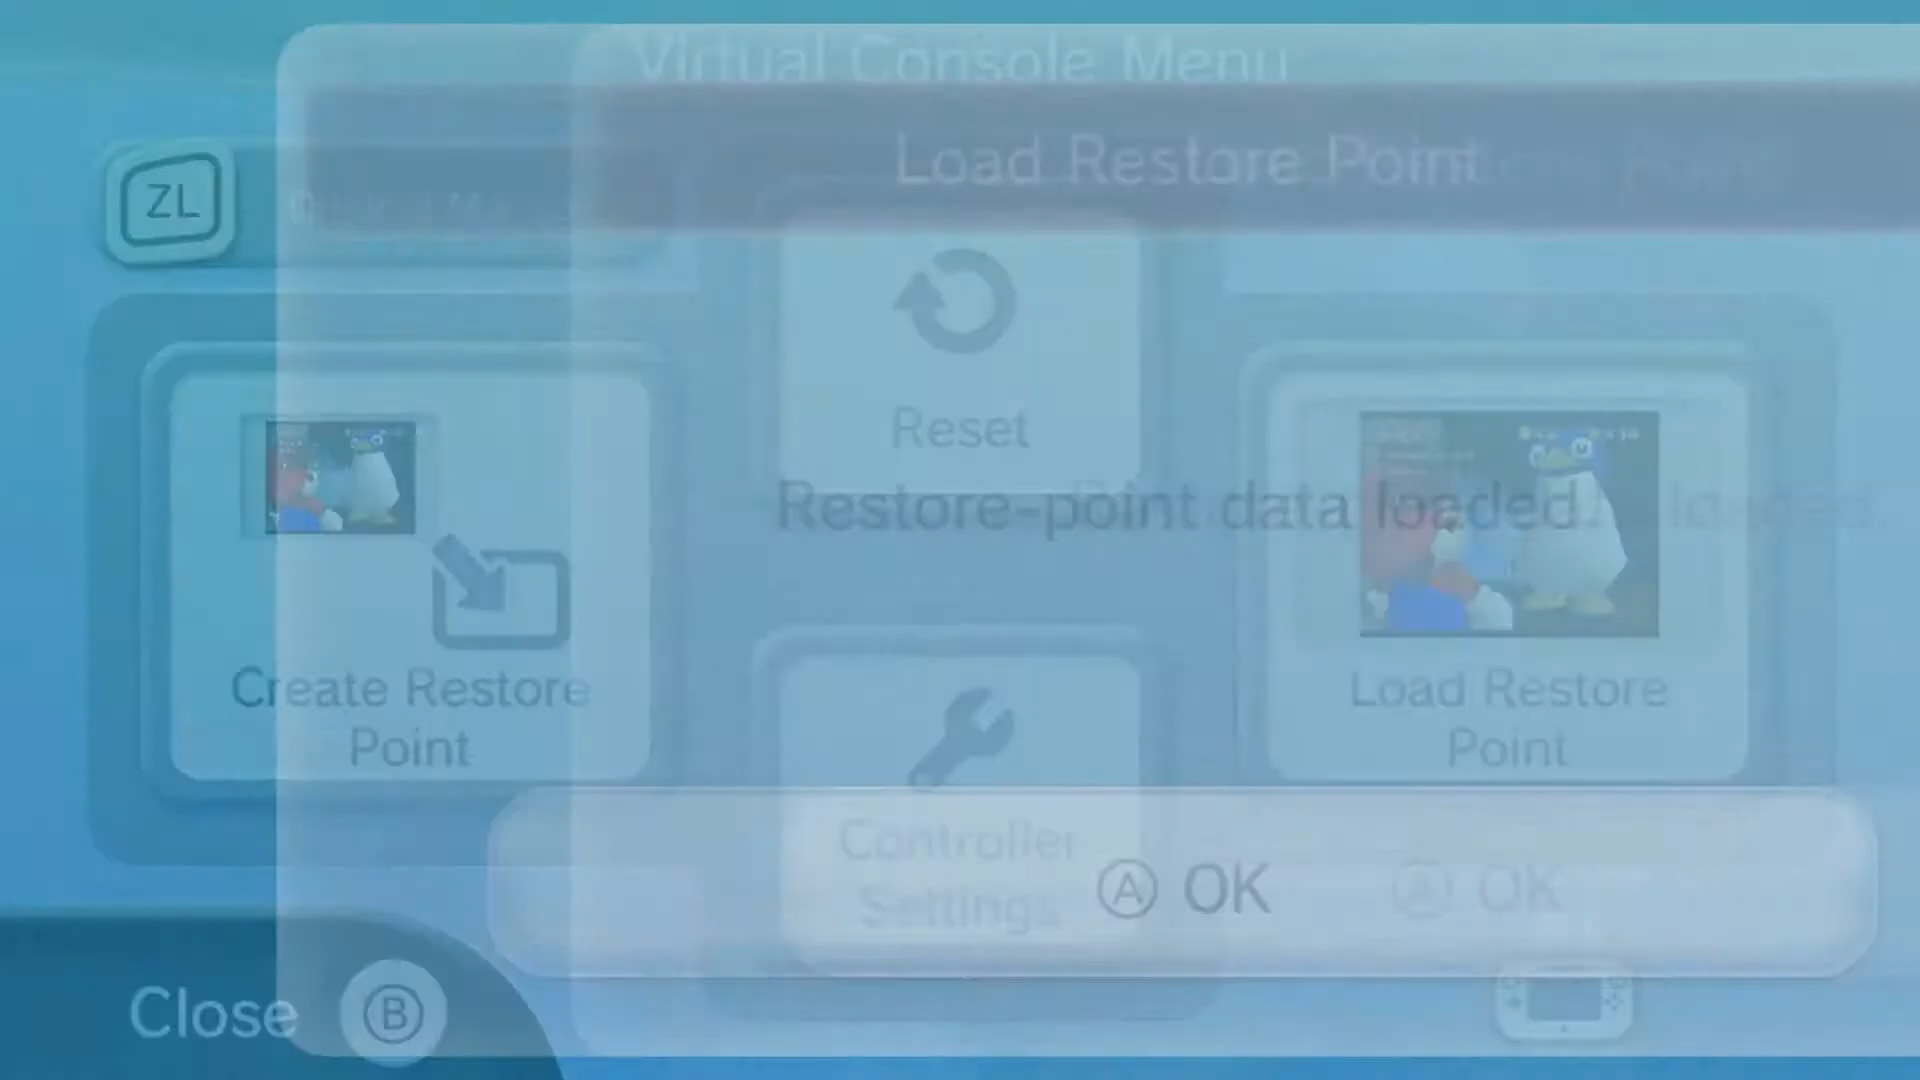 Virtual Console Menu
Load Restore Point
ZL
Reset
Restore-point data loaded.
loaded.
Create Restore
Point
Load Restore
Point
Controller
Settings
A OK
A OK
Close B